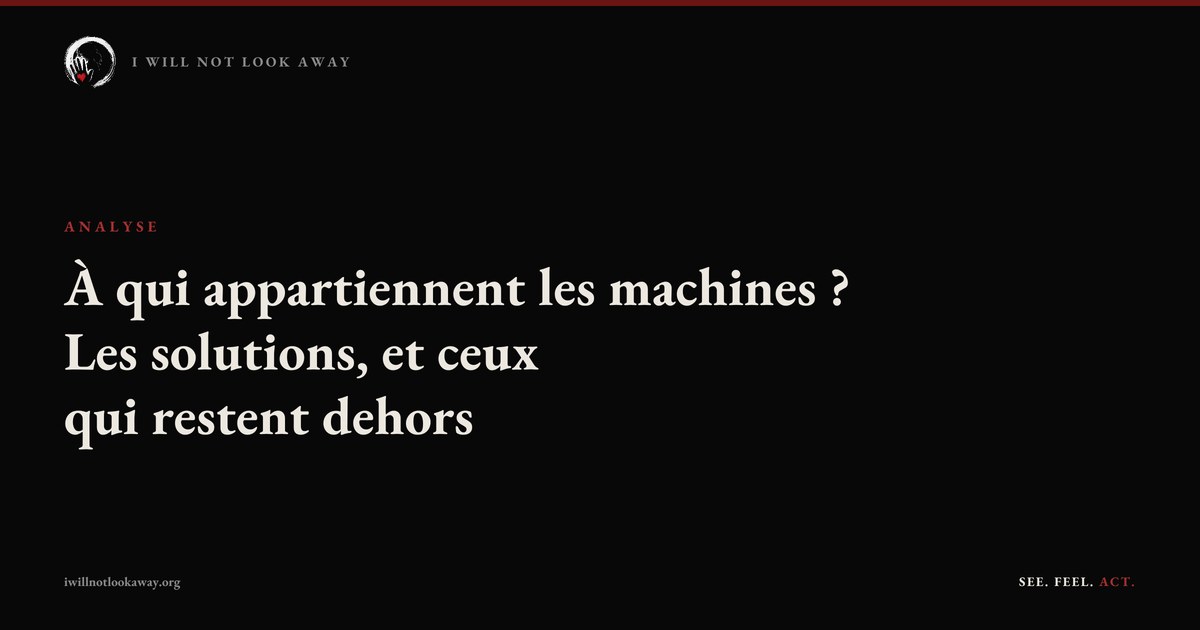 I WILL NOT LOOK AWAY
ANALYSE
À qui appartiennent les machines ?
Les solutions, et ceux
qui restent dehors
iwillnotlookaway.org
SEE. FEEL. ACT.